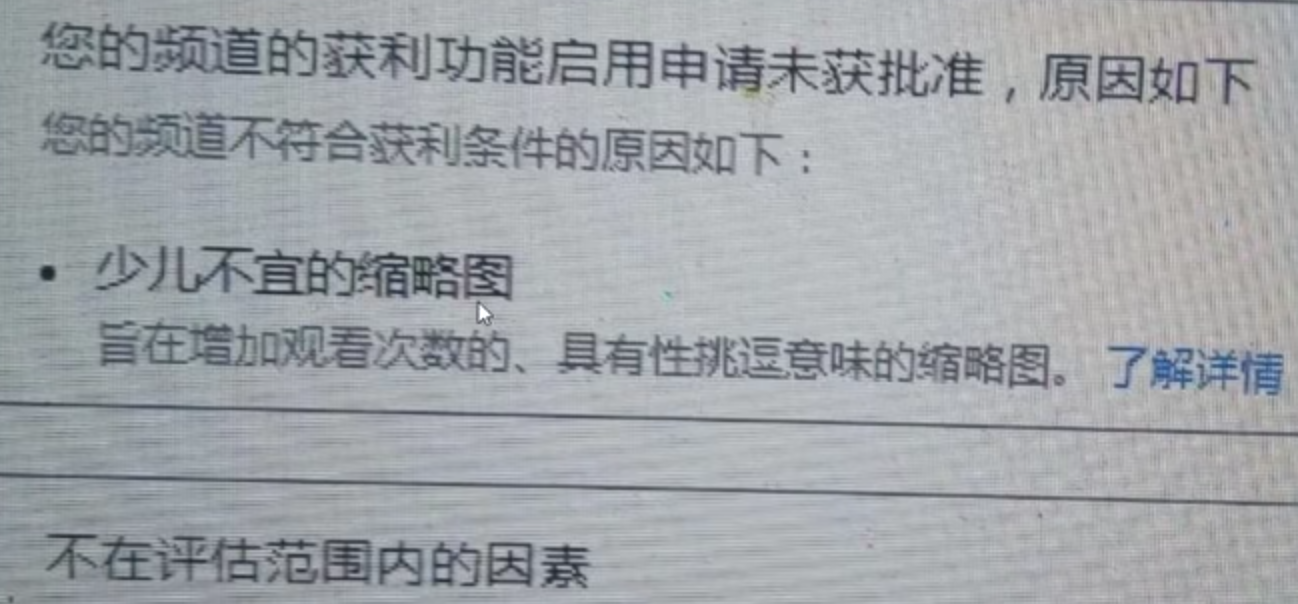 您的频道的获利功能启用申请未获批准，原因如下
您的频道不符合获利条件的原因如下：
• 少儿不宜的缩略图
旨在增加观看次数的、具有性挑逗意味的缩略图。 了解详情
不在评估范围内的因素